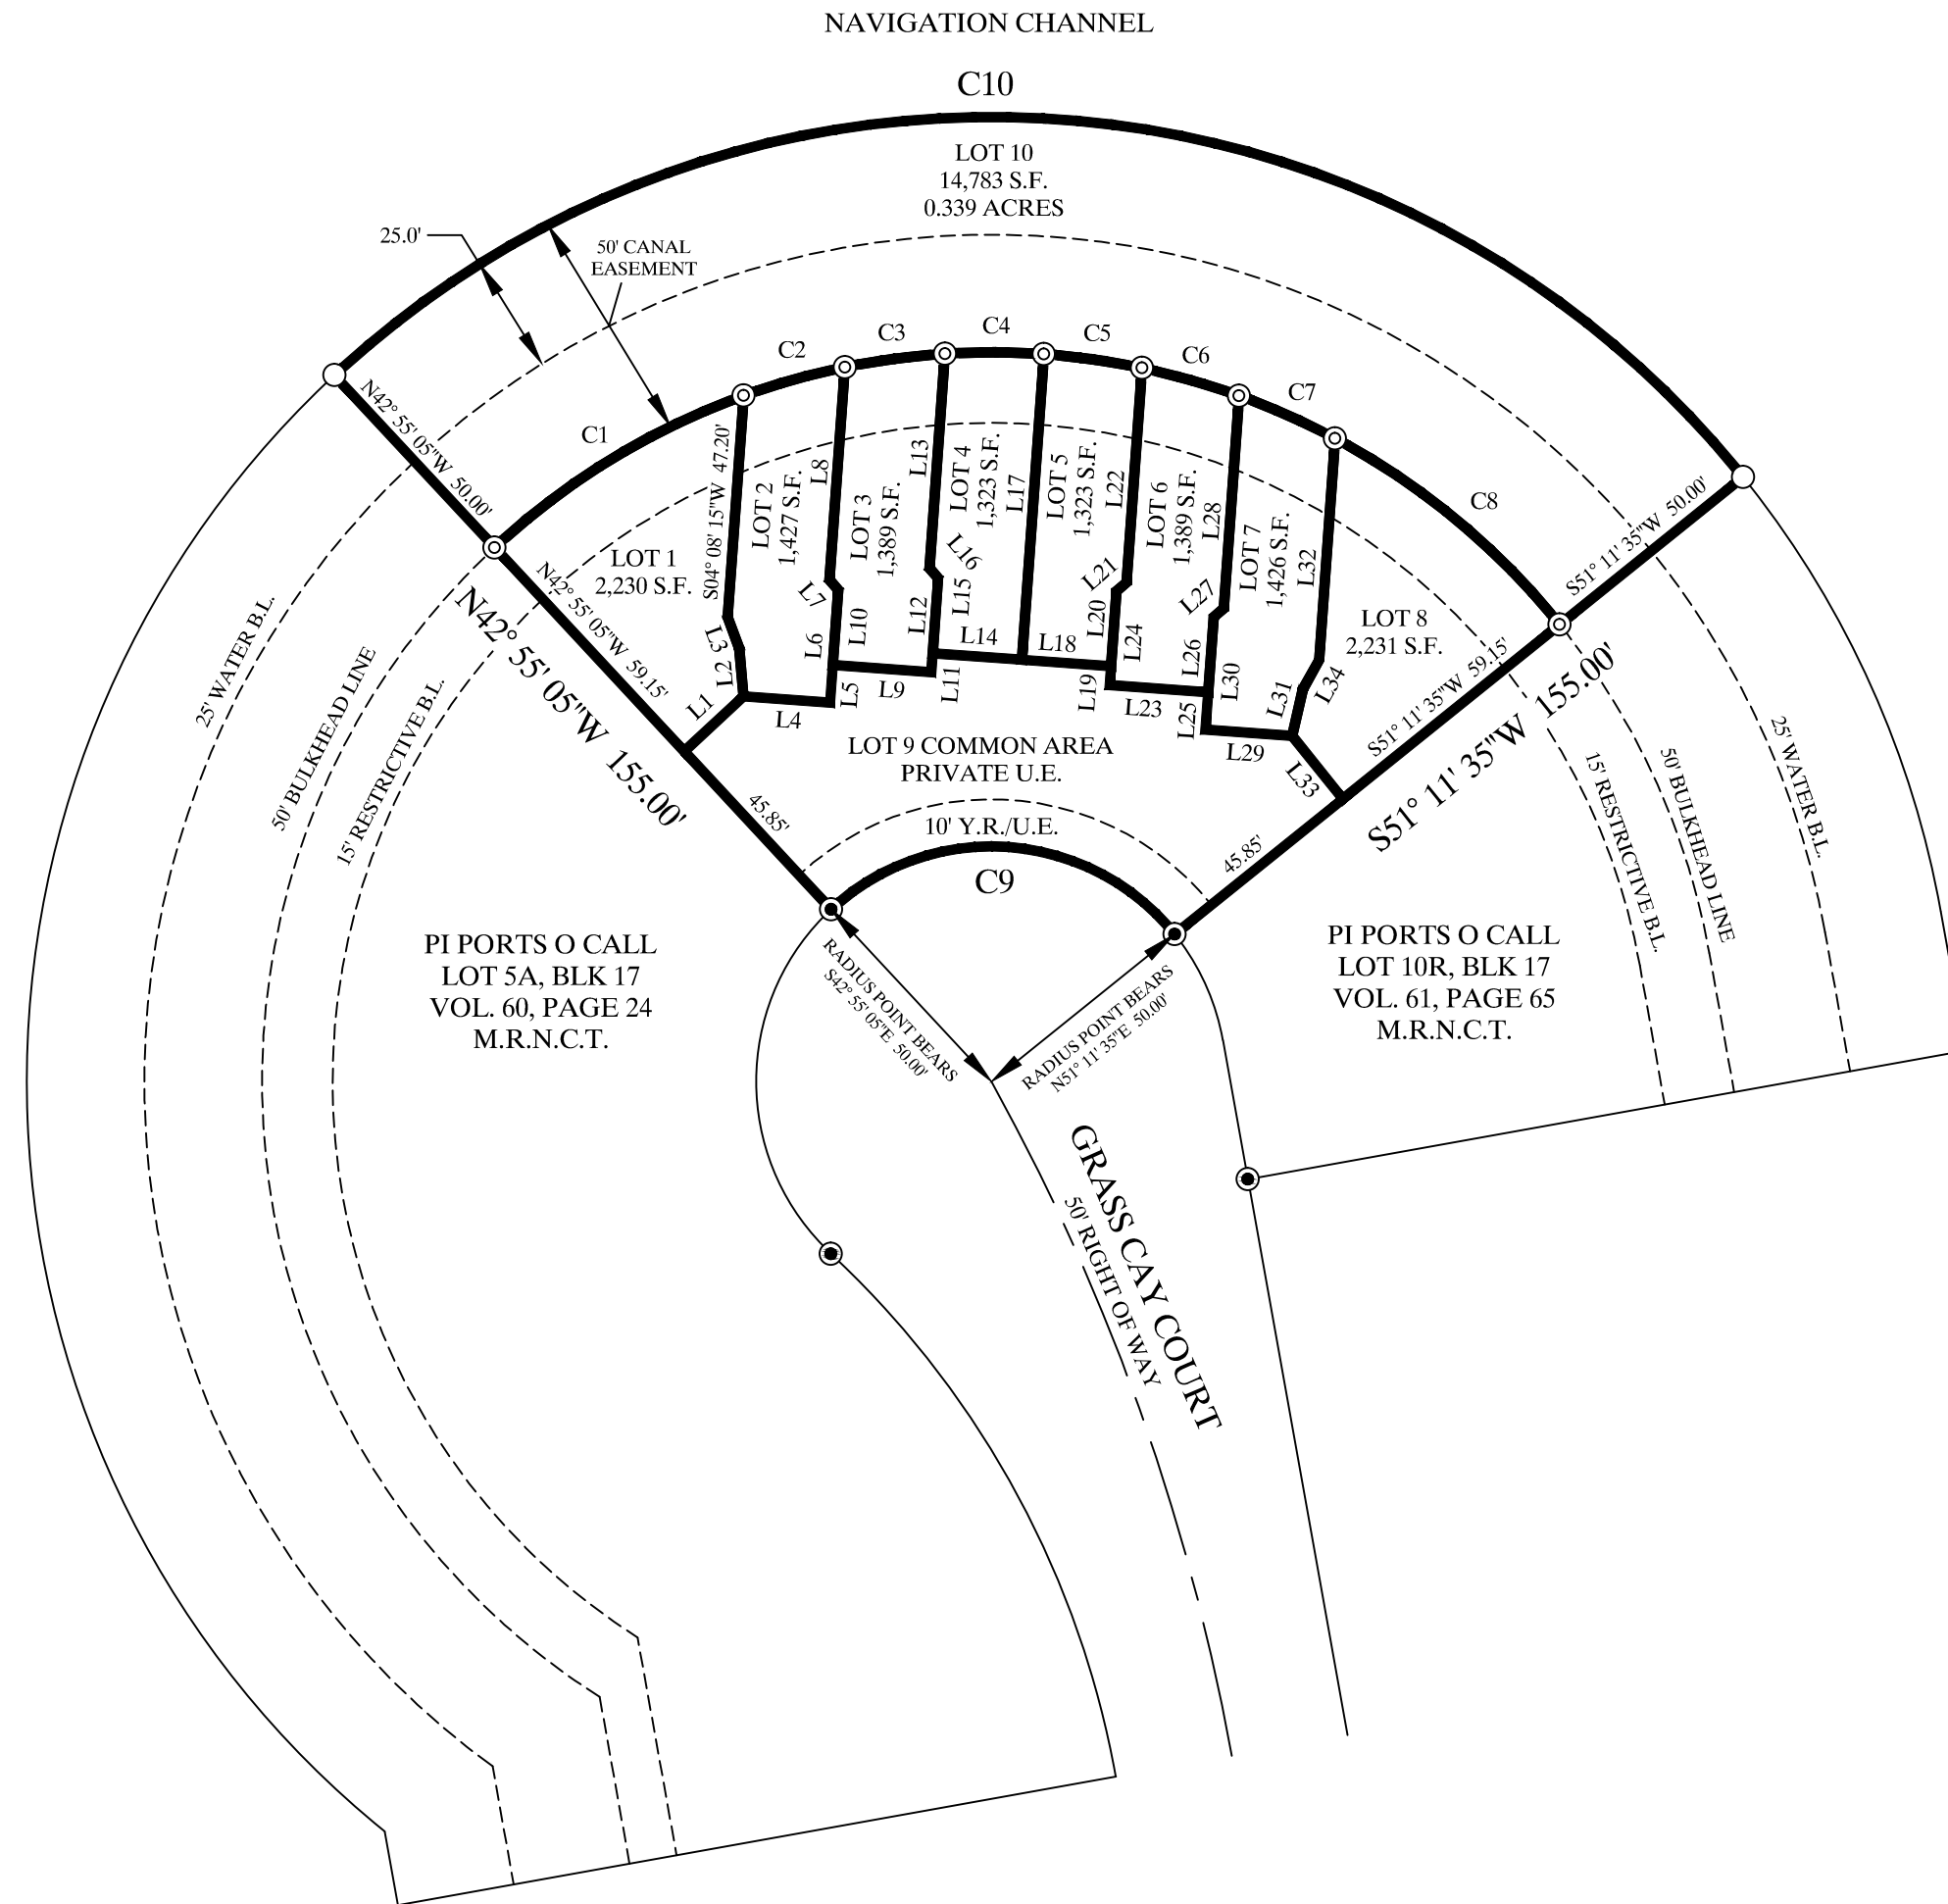 NAVIGATION CHANNEL
C10
LOT 10
14,783 S.F.
0.339 ACRES
25.0'
50' CANAL
EASEMENT
C1
C2
C3
C4
C5
C6
C7
C8
N42° 55' 05"W 50.00'
S51° 11' 35"W 50.00'
LOT 1
2,230 S.F.
S04° 08' 15"W 47.20'
LOT 2
1,427 S.F.
L8
LOT 3
1,389 S.F.
L13
LOT 4
1,323 S.F.
L17
LOT 5
1,323 S.F.
L22
LOT 6
1,389 S.F.
L28
LOT 7
1,426 S.F.
L32
LOT 8
2,231 S.F.
L16
L7
L21
L27
L3
L2
L1
L6
L10
L12
L15
L14
L18
L20
L24
L26
L30
L31
L34
L4
L5
L9
L11
L19
L23
L25
L29
L33
N42° 55' 05"W 59.15'
N42° 55' 05"W 155.00'
45.85'
S51° 11' 35"W 59.15'
S51° 11' 35"W 155.00'
45.85'
LOT 9 COMMON AREA
PRIVATE U.E.
10' Y.R./U.E.
C9
25' WATER B.L.
50' BULKHEAD LINE
15' RESTRICTIVE B.L.
15' RESTRICTIVE B.L.
50' BULKHEAD LINE
25' WATER B.L.
PI PORTS O CALL
LOT 5A, BLK 17
VOL. 60, PAGE 24
M.R.N.C.T.
PI PORTS O CALL
LOT 10R, BLK 17
VOL. 61, PAGE 65
M.R.N.C.T.
RADIUS POINT BEARS
S42° 55' 05"E 50.00'
RADIUS POINT BEARS
N51° 11' 35"E 50.00'
GRASS CAY COURT
50' RIGHT OF WAY